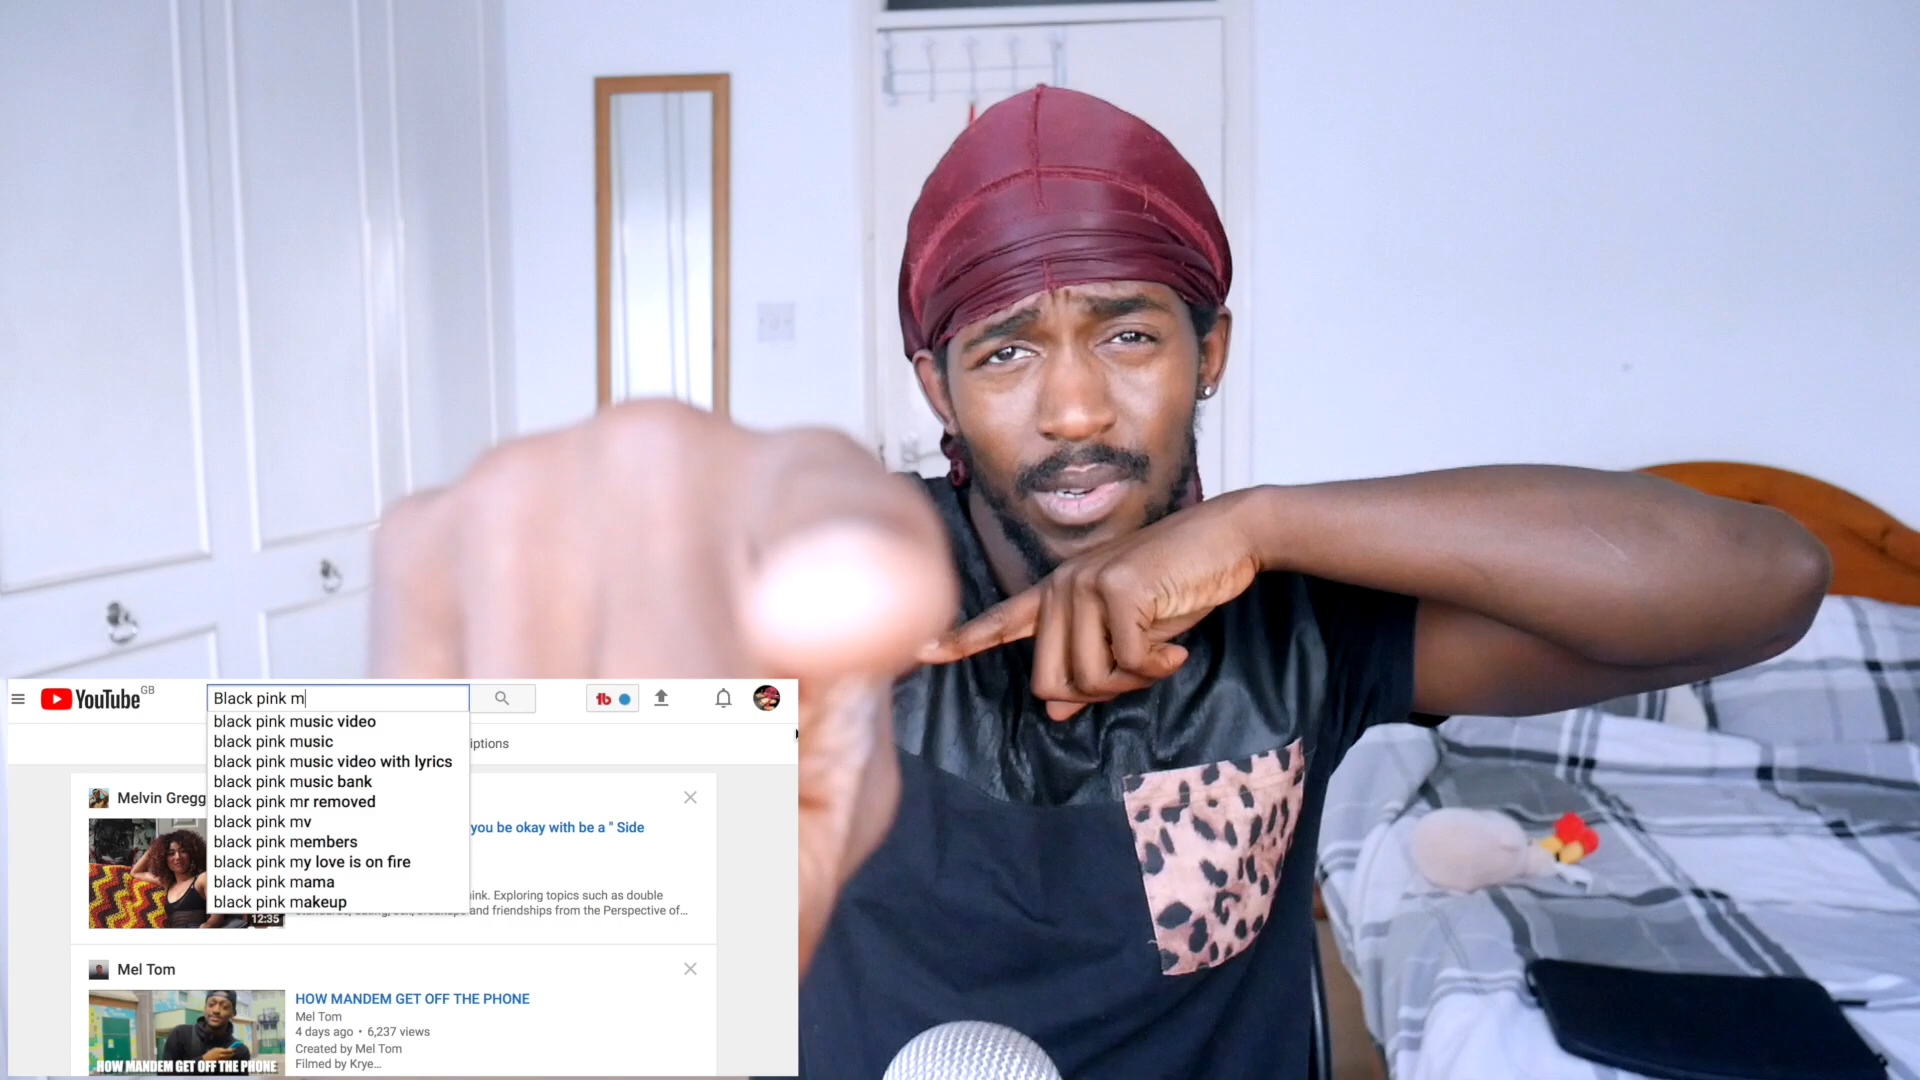 YouTube GB
Black pink m
black pink music video
black pink music
black pink music video with lyrics
black pink music bank
black pink mr removed
black pink mv
black pink members
black pink my love is on fire
black pink mama
black pink makeup
iptions
Melvin Gregg
you be okay with be a " Side
ink. Exploring topics such as double
and friendships from the Perspective of...
12:35
Mel Tom
HOW MANDEM GET OFF THE PHONE
Mel Tom
4 days ago • 6,237 views
Created by Mel Tom
Filmed by Krye...
HOW MANDEM GET OFF THE PHONE